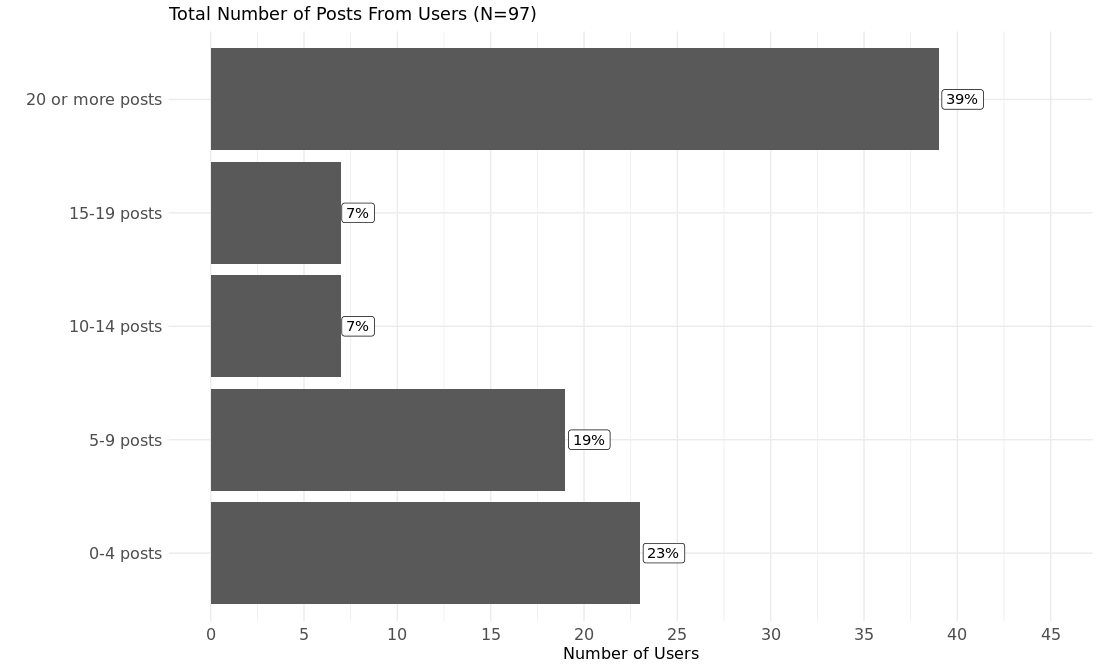 Total Number of Posts From Users (N=97)
20 or more posts
39%
15-19 posts
7%
10-14 posts
7%
5-9 posts
19%
0-4 posts
23%
0 5 10 15 20 25 30 35 40 45
Number of Users